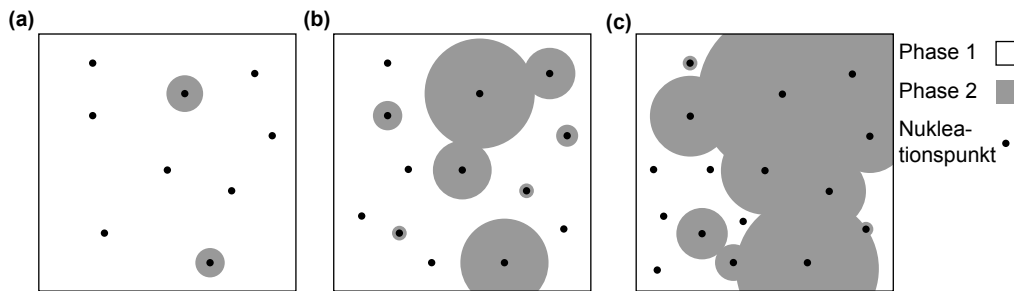 (a)
(b)
(c)
Phase 1
Phase 2
Nuklea-
tionspunkt